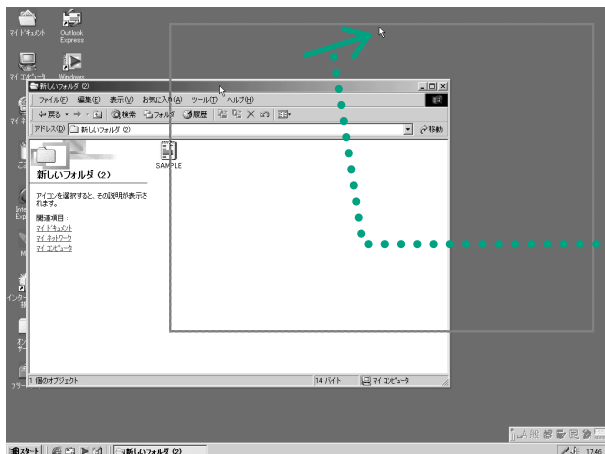 マイ ドキュメント
Outlook
Express
マイ コンピュータ
Windows
新しいフォルダ (2)
ファイル(F) 編集(E) 表示(V) お気に入り(A) ツール(T) ヘルプ(H)
戻る 検索 フォルダ 履歴
アドレス(D) 新しいフォルダ (2) 移動
新しいフォルダ (2)
SAMPLE
アイコンを選択すると、その説明が表示さ
れます。
関連項目:
マイ ドキュメント
マイ ネットワーク
マイ コンピュータ
1 個のオブジェクト 14 バイト マイ コンピュータ
A 般
スタート 新しいフォルダ (2) 17:46